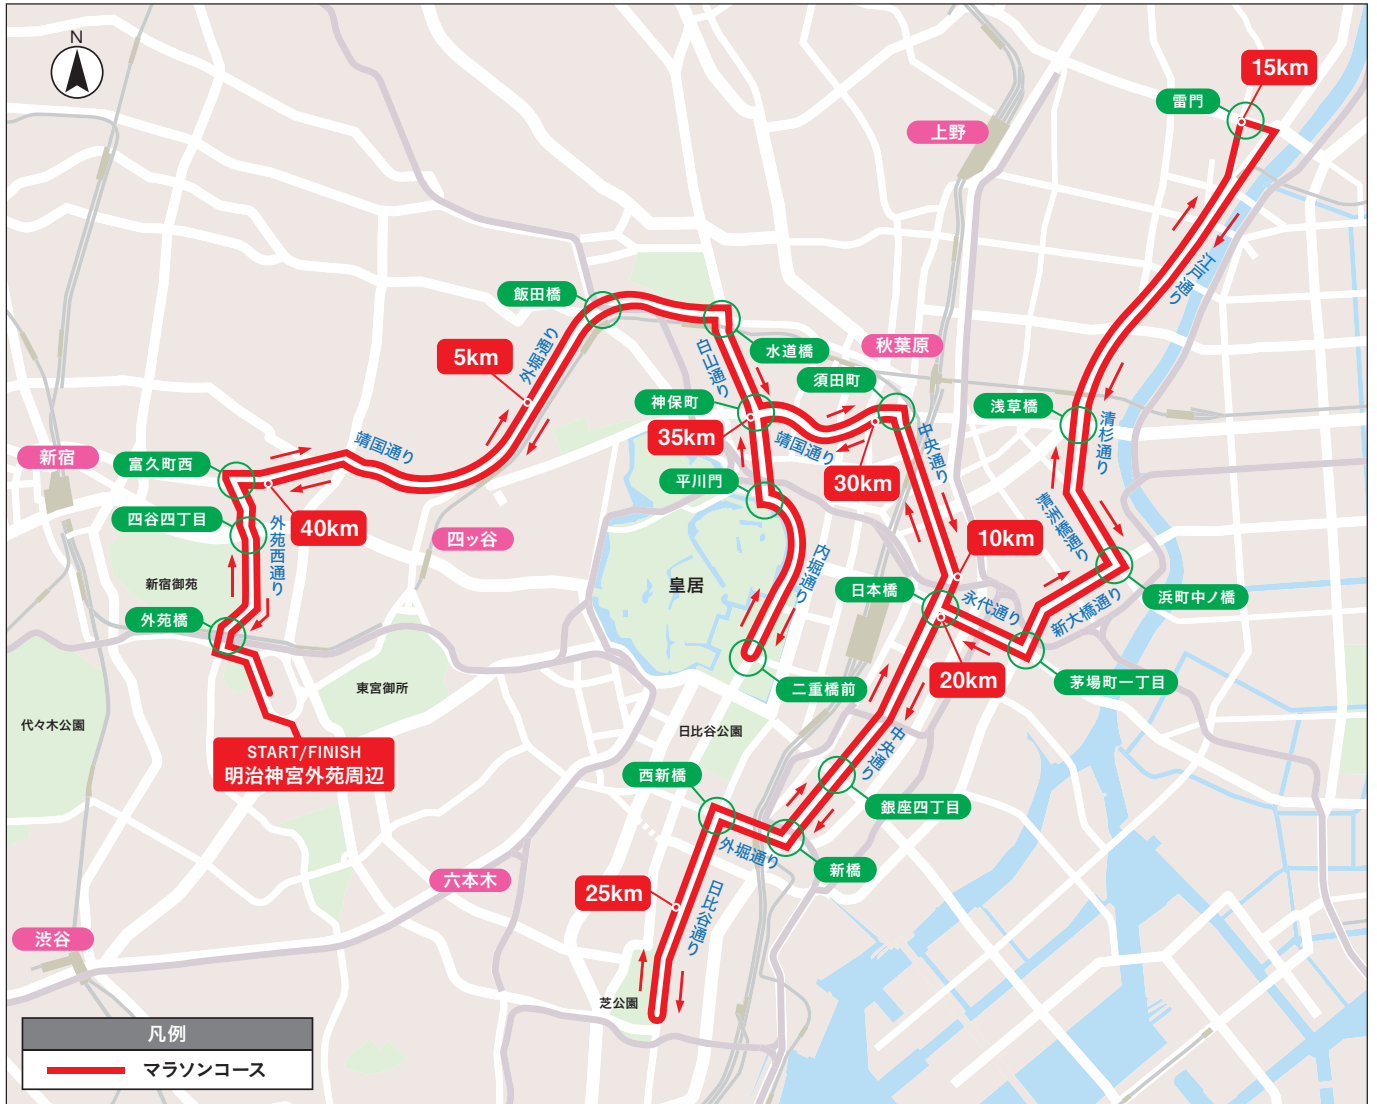 N
15km
雷門
上野
江戸通り
飯田橋
外堀通り
5km
水道橋
白山通り
秋葉原
須田町
神保町
35km
靖国通り
30km
中央通り
浅草橋
清杉通り
靖国通り
新宿
富久町西
40km
四谷四丁目
外苑西通り
四ッ谷
平川門
内堀通り
皇居
10km
清洲橋通り
浜町中ノ橋
新宿御苑
外苑橋
日本橋
永代通り
新大橋通り
20km
茅場町一丁目
二重橋前
東宮御所
代々木公園
日比谷公園
START/FINISH
明治神宮外苑周辺
中央通り
西新橋
銀座四丁目
外堀通り
新橋
六本木
25km
日比谷通り
渋谷
芝公園
凡例
マラソンコース